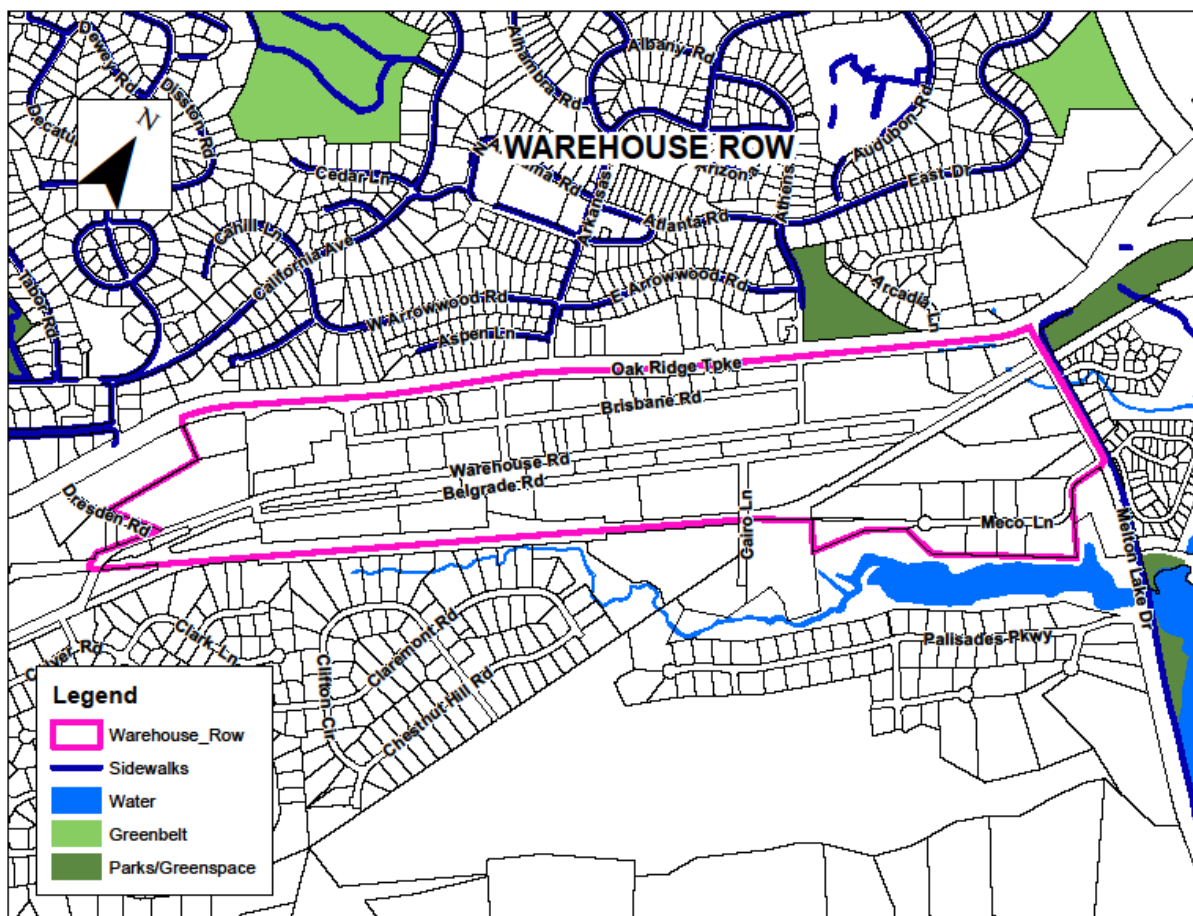 Dewey Rd
Disston Rd
Decatu
N
Alhambra Rd
Albany Rd
WAREHOUSE ROW
Audubon Rd
Cedar Ln
N
A
ma Rd
Arizona
East Dr
Arkansas
Atlanta Rd
Athens
Cahill Ln
California Ave
Tabor Rd
W Arrowwood Rd
E Arrowwood Rd
Arcadia Ln
Aspen Ln
Oak Ridge Tpke
Brisbane Rd
Warehouse Rd
Belgrade Rd
Dresden Rd
Cairo Ln
Meco Ln
Melton Lake Dr
Clark Ln
Claremont Rd
Clifton Cir
Chestnut Hill Rd
Palisades Pkwy
Legend
Warehouse_Row
Sidewalks
Water
Greenbelt
Parks/Greenspace